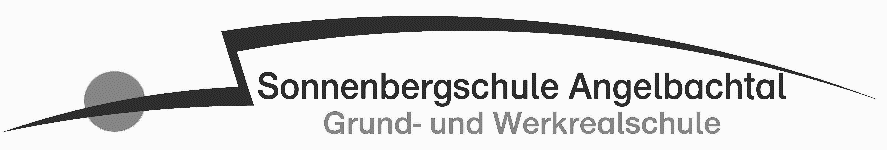 Sonnenbergschule Angelbachtal
Grund- und Werkrealschule